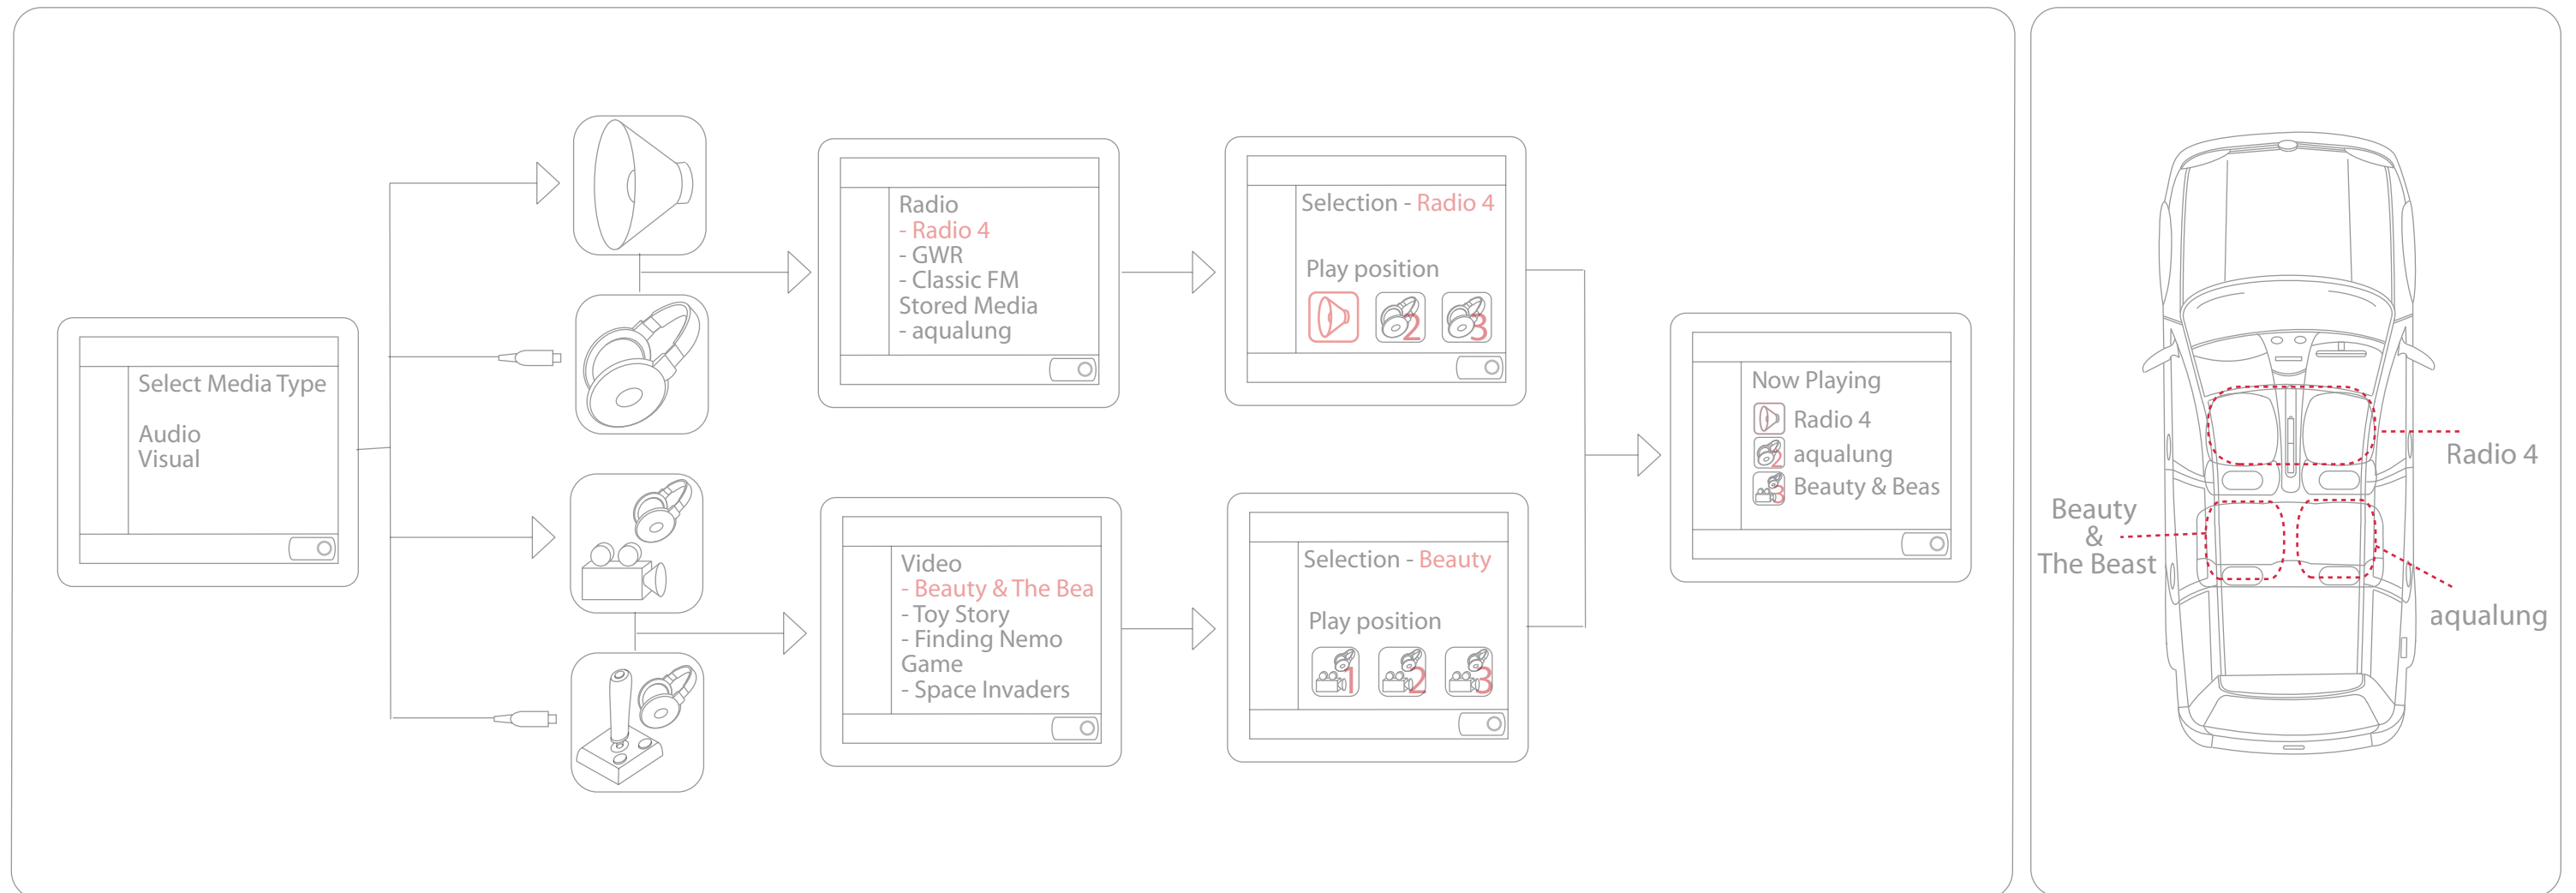 Select Media Type
Audio
Visual
Radio
- Radio 4
- GWR
- Classic FM
Stored Media
- aqualung
Selection - Radio 4
Play position
2
3
Video
- Beauty & The Bea
- Toy Story
- Finding Nemo
Game
- Space Invaders
Selection - Beauty
Play position
1
2
3
Now Playing
Radio 4
2 aqualung
3 Beauty & Beas
Radio 4
Beauty
&
The Beast
aqualung